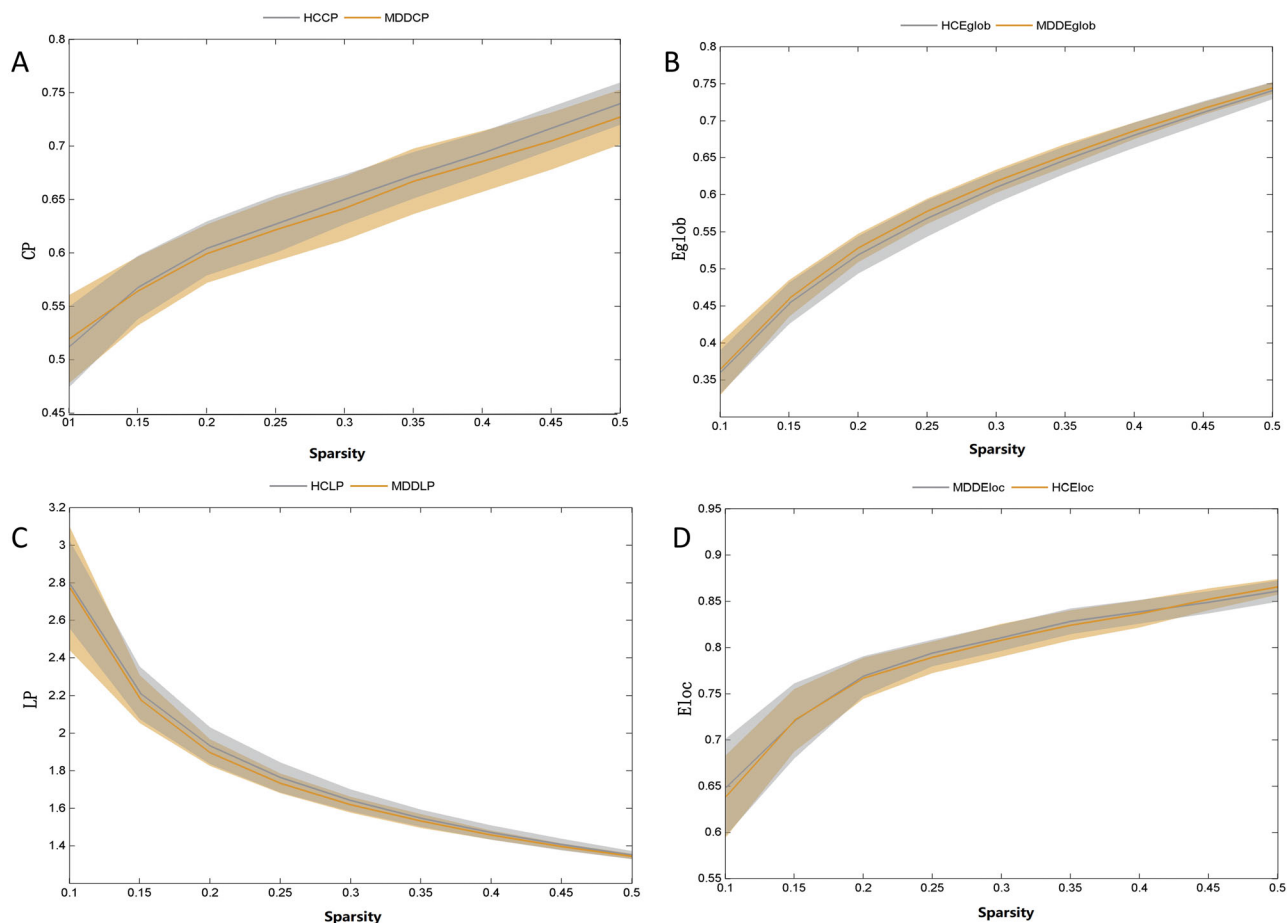 HCCP MDDCP
A
CP
0.8
0.75
0.7
0.65
0.6
0.55
0.5
0.45
01 0.15 0.2 0.25 0.3 0.35 0.4 0.45 0.5
Sparsity
HCEglob MDDEglob
B
Eglob
0.8
0.75
0.7
0.65
0.6
0.55
0.5
0.45
0.4
0.35
0.1 0.15 0.2 0.25 0.3 0.35 0.4 0.45 0.5
Sparsity
HCLP MDDLP
C
LP
3.2
3
2.8
2.6
2.4
2.2
2
1.8
1.6
1.4
0.1 0.15 0.2 0.25 0.3 0.35 0.4 0.45 0.5
Sparsity
MDDEloc HCEloc
D
Eloc
0.95
0.9
0.85
0.8
0.75
0.7
0.65
0.6
0.55
0.1 0.15 0.2 0.25 0.3 0.35 0.4 0.45 0.5
Sparsity